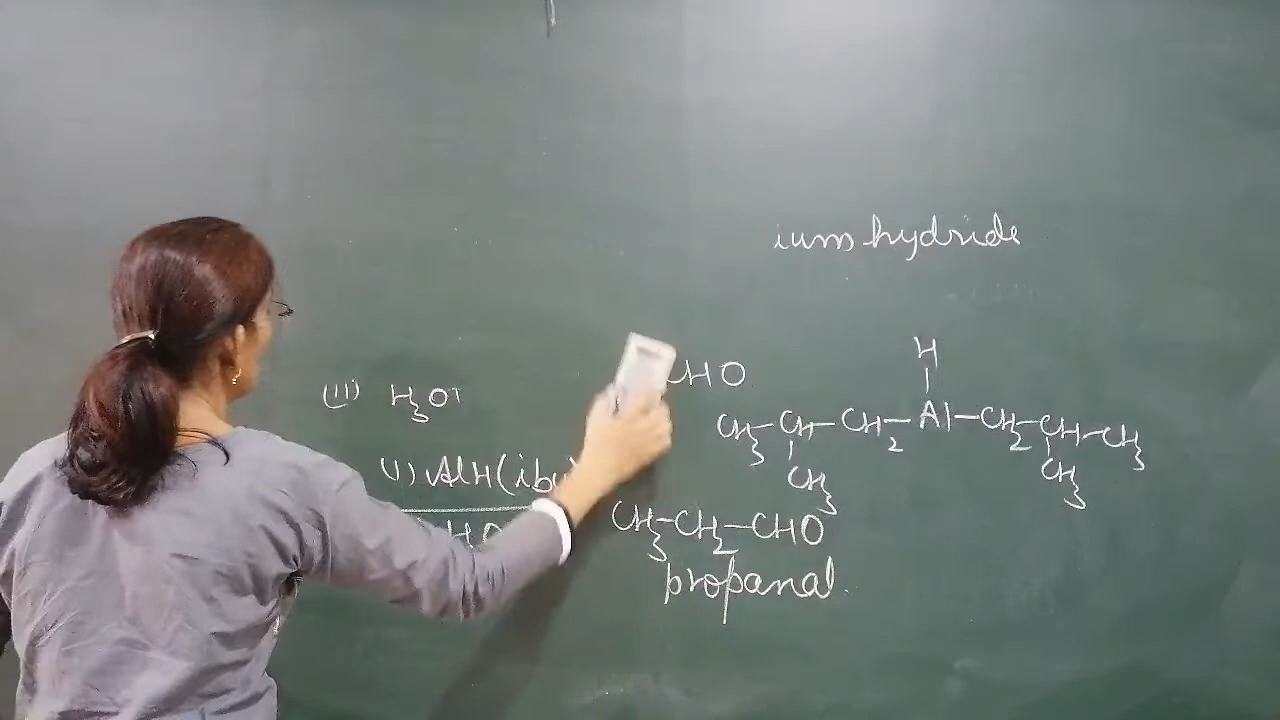 ium hydride
H
(iii) H3O+ CHO
CH3-CH-CH2-Al-CH2-CH-CH3
CH3 CH3
(i) AlH(ibu
CH3-CH2-CHO
propanal.